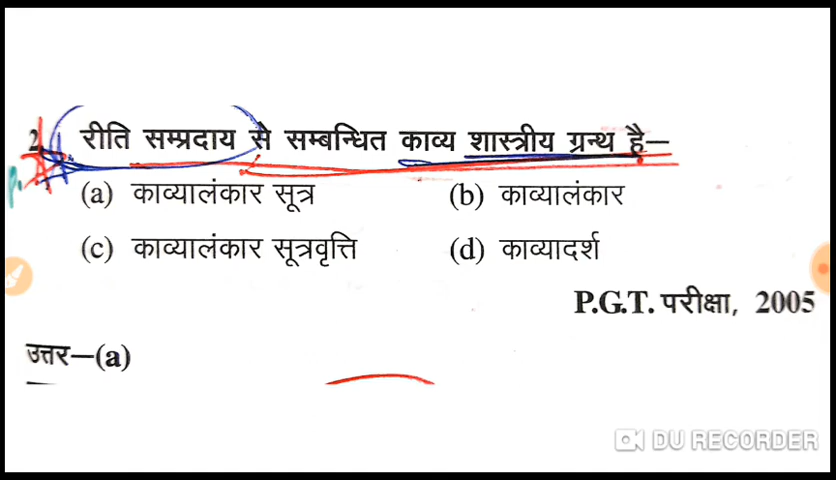 2. रीति सम्प्रदाय से सम्बन्धित काव्य शास्त्रीय ग्रन्थ है–
(a) काव्यालंकार सूत्र (b) काव्यालंकार
(c) काव्यालंकार सूत्रवृत्ति (d) काव्यादर्श
P.G.T. परीक्षा, 2005
उत्तर–(a)
DU RECORDER